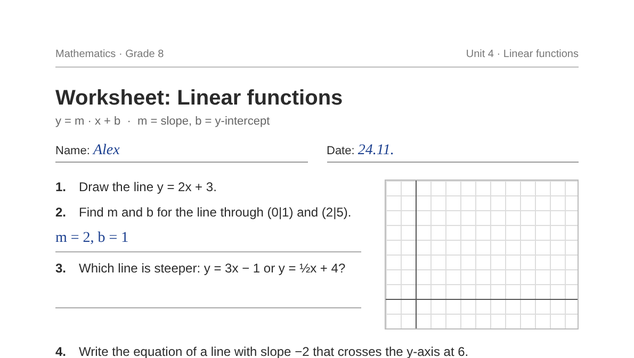 Mathematics · Grade 8    Unit 4 · Linear functions
Worksheet: Linear functions
y = m · x + b · m = slope, b = y-intercept
Name: Alex    Date: 24.11.
1. Draw the line y = 2x + 3.
2. Find m and b for the line through (0|1) and (2|5).
m = 2, b = 1
3. Which line is steeper: y = 3x − 1 or y = ½x + 4?
4. Write the equation of a line with slope −2 that crosses the y-axis at 6.